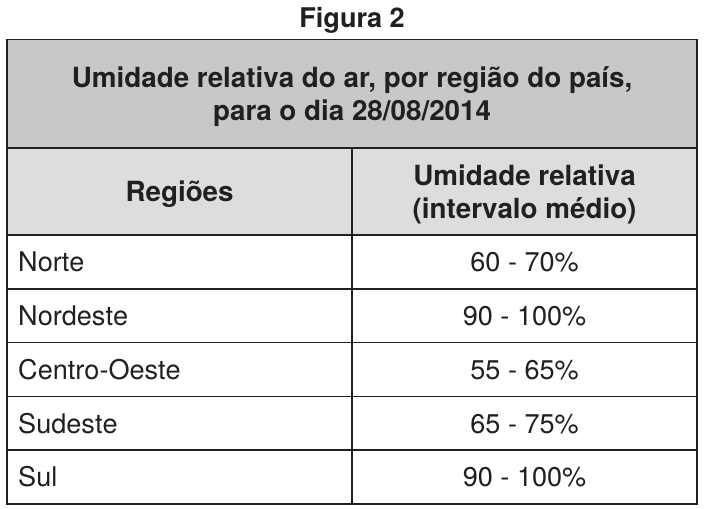 Figura 2
Umidade relativa do ar, por região do país,
para o dia 28/08/2014
Regiões
Umidade relativa
(intervalo médio)
Norte
60 - 70%
Nordeste
90 - 100%
Centro-Oeste
55 - 65%
Sudeste
65 - 75%
Sul
90 - 100%